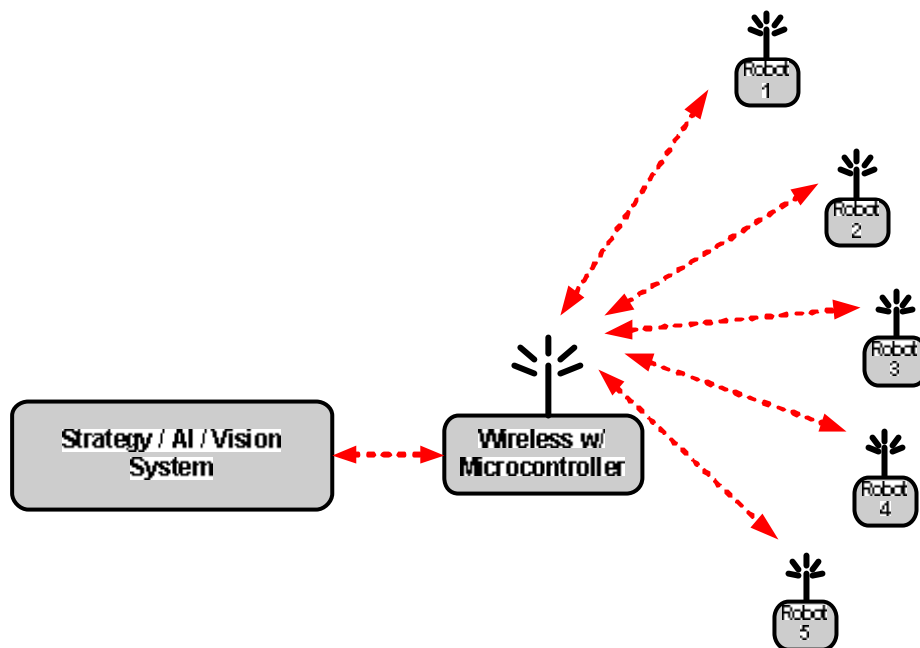 Robot
1
Robot
2
Robot
3
Strategy / AI / Vision
System
Wireless w/
Microcontroller
Robot
4
Robot
5